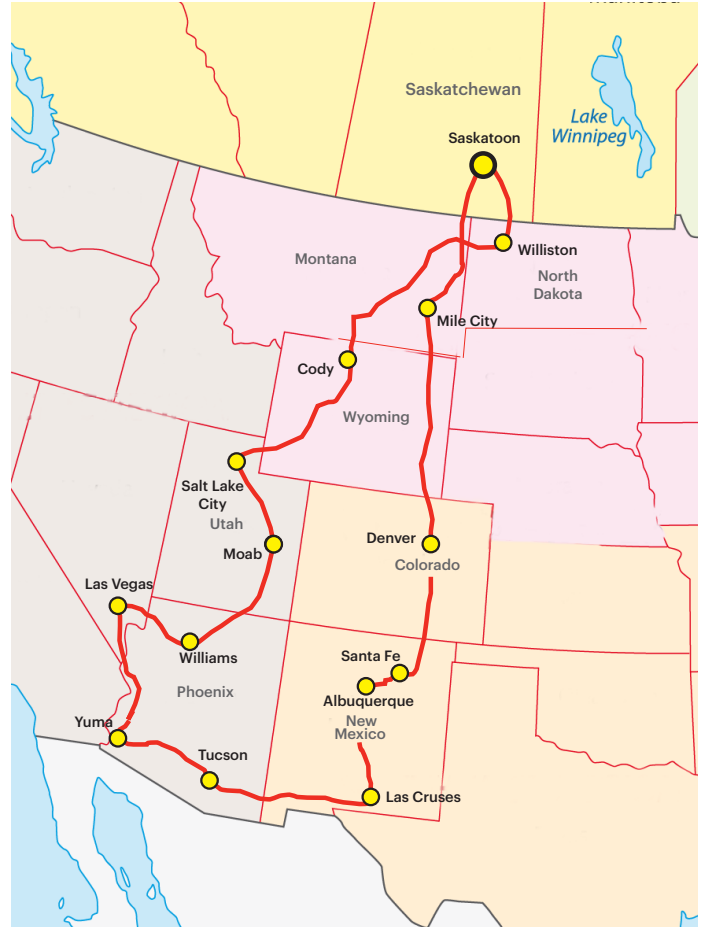 Saskatchewan
Lake
Winnipeg
Saskatoon
Williston
Montana
North
Dakota
Mile City
Cody
Wyoming
Salt Lake
City
Utah
Moab
Denver
Colorado
Las Vegas
Williams
Santa Fe
Phoenix
Albuquerque
New
Mexico
Yuma
Tucson
Las Cruses